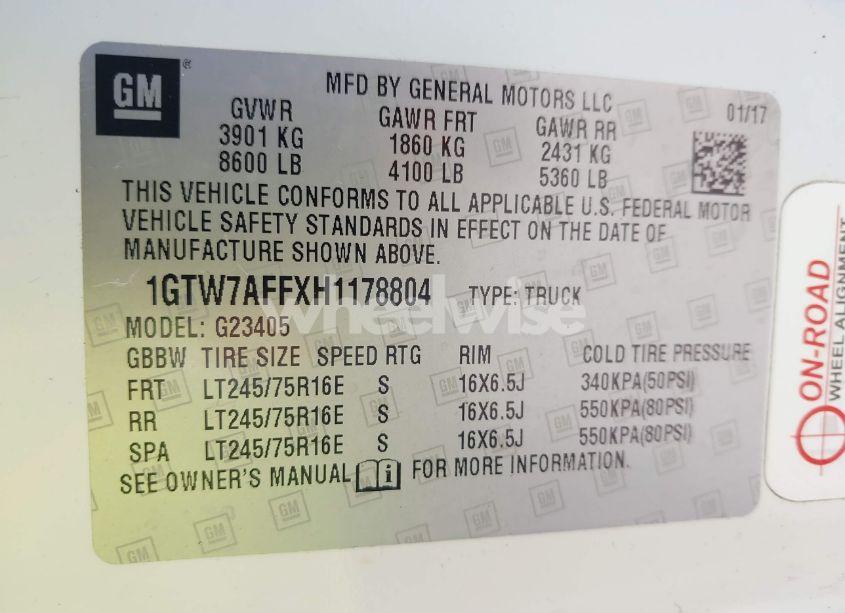 GM ®
MFD BY GENERAL MOTORS LLC
01/17
GVWR GAWR FRT GAWR RR
3901 KG 1860 KG 2431 KG
8600 LB 4100 LB 5360 LB
THIS VEHICLE CONFORMS TO ALL APPLICABLE U.S. FEDERAL MOTOR
VEHICLE SAFETY STANDARDS IN EFFECT ON THE DATE OF
MANUFACTURE SHOWN ABOVE.
1GTW7AFFXH1178804 TYPE: TRUCK
wheelwise
MODEL: G23405
GBBW TIRE SIZE SPEED RTG RIM COLD TIRE PRESSURE
FRT LT245/75R16E S 16X6.5J 340KPA(50PSI)
RR LT245/75R16E S 16X6.5J 550KPA(80PSI)
SPA LT245/75R16E S 16X6.5J 550KPA(80PSI)
SEE OWNER'S MANUAL i FOR MORE INFORMATION.
ON-ROAD
WHEEL ALIGNMENT